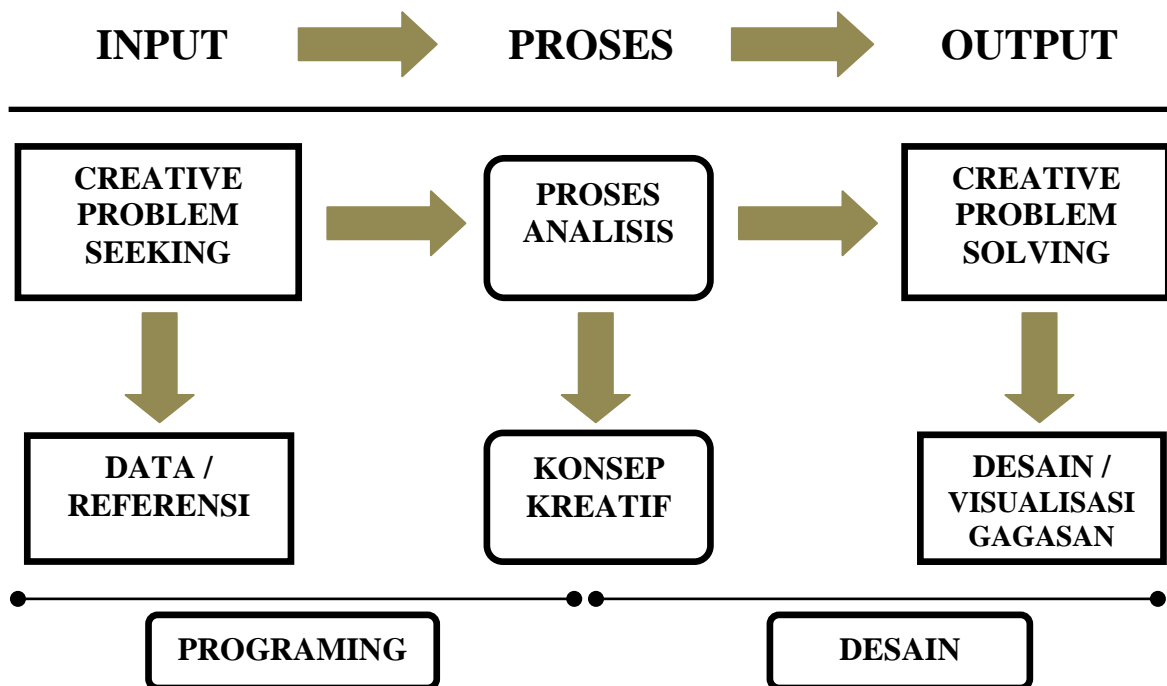 INPUT PROSES OUTPUT
CREATIVE
PROBLEM
SEEKING
PROSES
ANALISIS
CREATIVE
PROBLEM
SOLVING
DATA /
REFERENSI
KONSEP
KREATIF
DESAIN /
VISUALISASI
GAGASAN
PROGRAMING
DESAIN